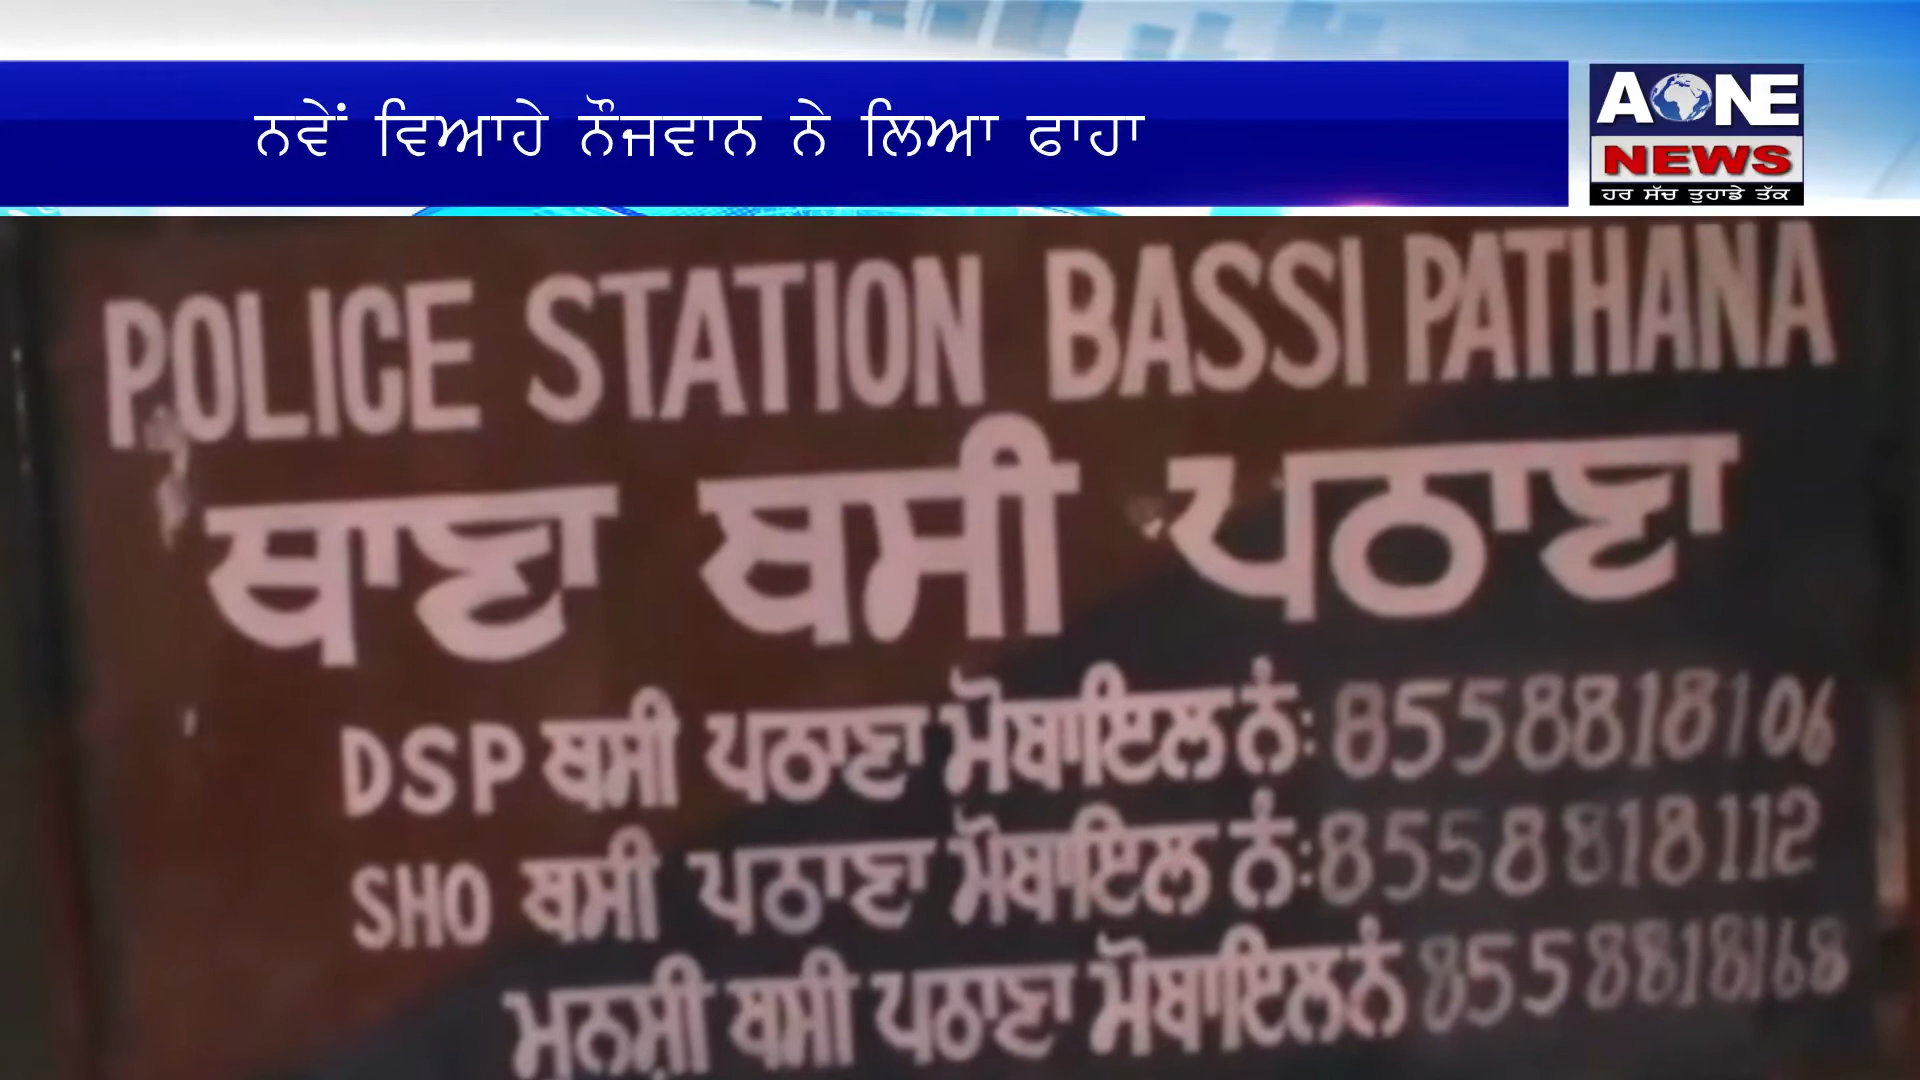 ਨਵੇਂ ਵਿਆਹੇ ਨੌਜਵਾਨ ਨੇ ਲਿਆ ਫਾਹਾ
AONE
NEWS
ਹਰ ਸੱਚ ਤੁਹਾਡੇ ਤੱਕ
POLICE STATION BASSI PATHANA
ਥਾਣਾ ਬਸੀ ਪਠਾਣਾ
DSP ਬਸੀ ਪਠਾਣਾ ਮੋਬਾਇਲ ਨੰ: 8558818106
SHO ਬਸੀ ਪਠਾਣਾ ਮੋਬਾਇਲ ਨੰ: 8558818112
ਮੁਨਸ਼ੀ ਬਸੀ ਪਠਾਣਾ ਮੋਬਾਇਲ ਨੰ 8558818168